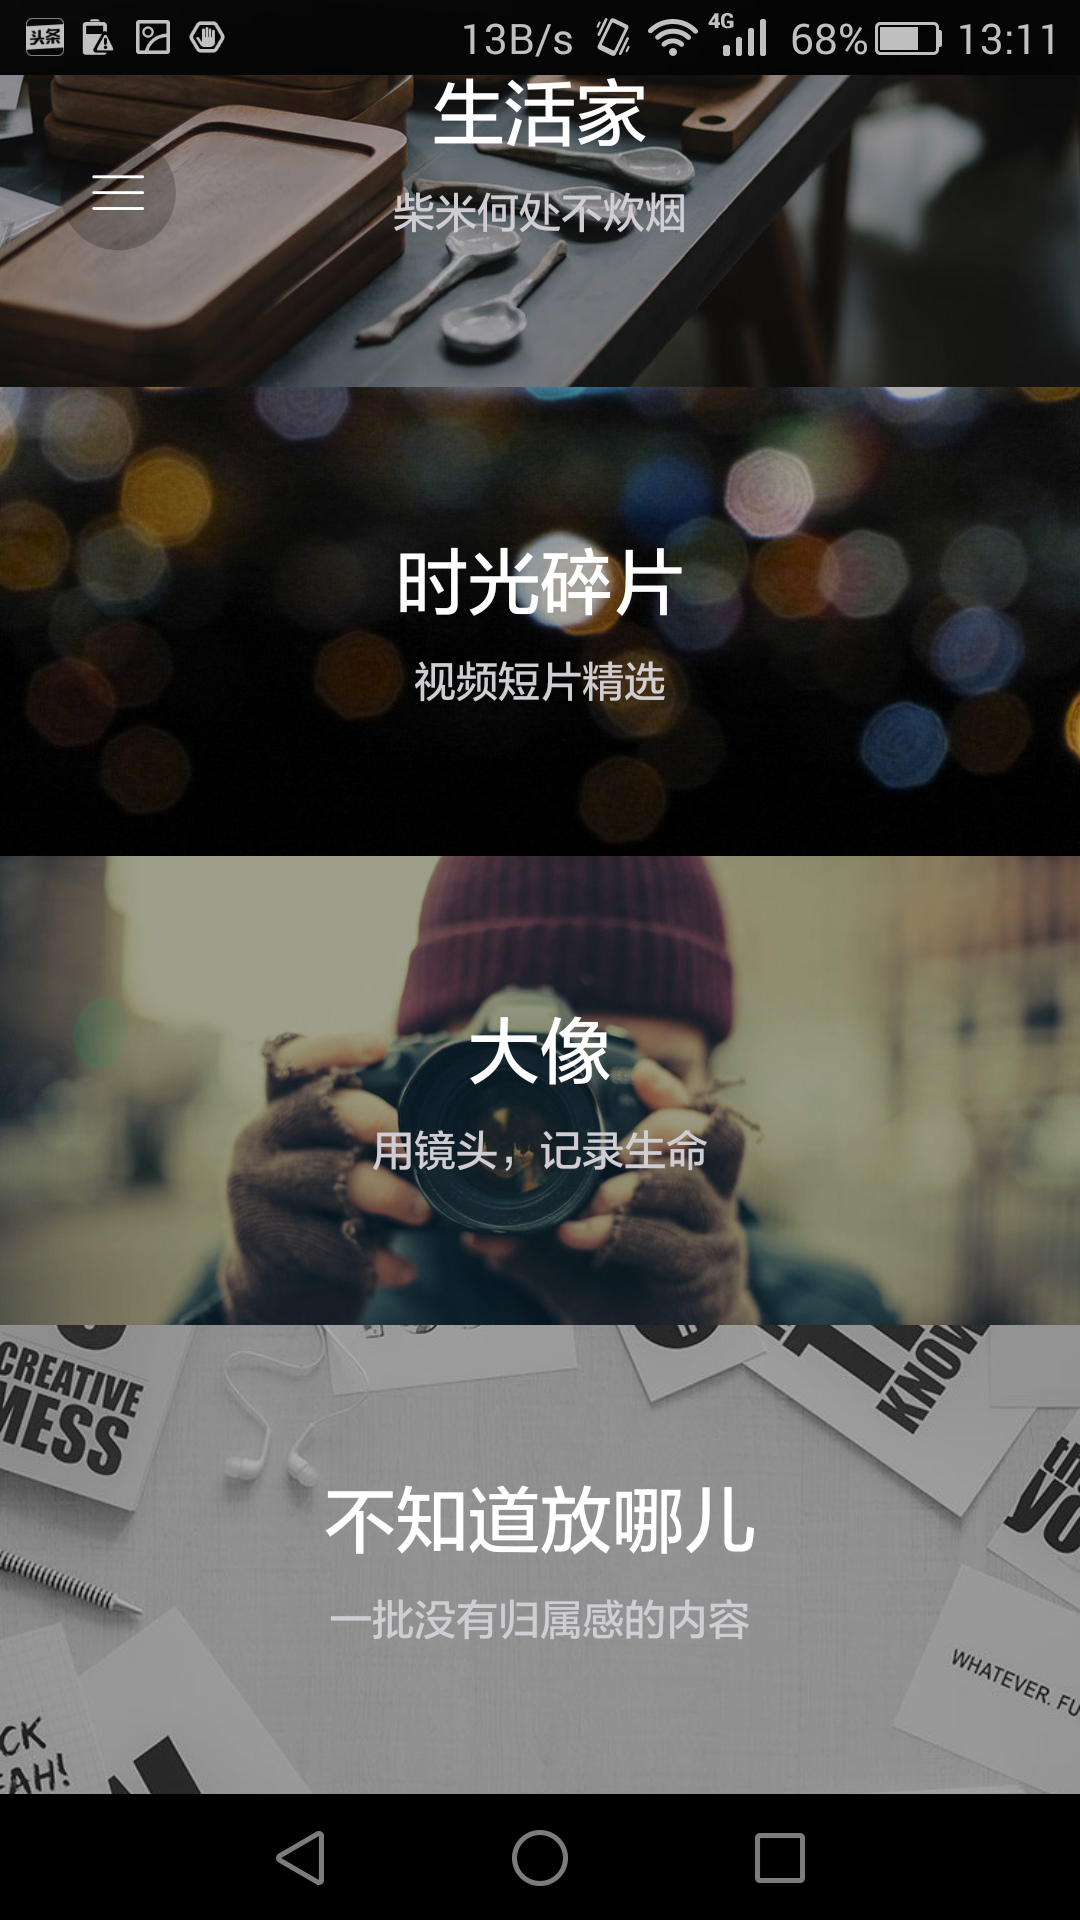 头条 13B/s 4G 68% 13:11
生活家
柴米何处不炊烟
时光碎片
视频短片精选
大像
用镜头，记录生命
CREATIVE
MESS
KNOW
不知道放哪儿
一批没有归属感的内容
WHATEVER. FU
CK
EAH!